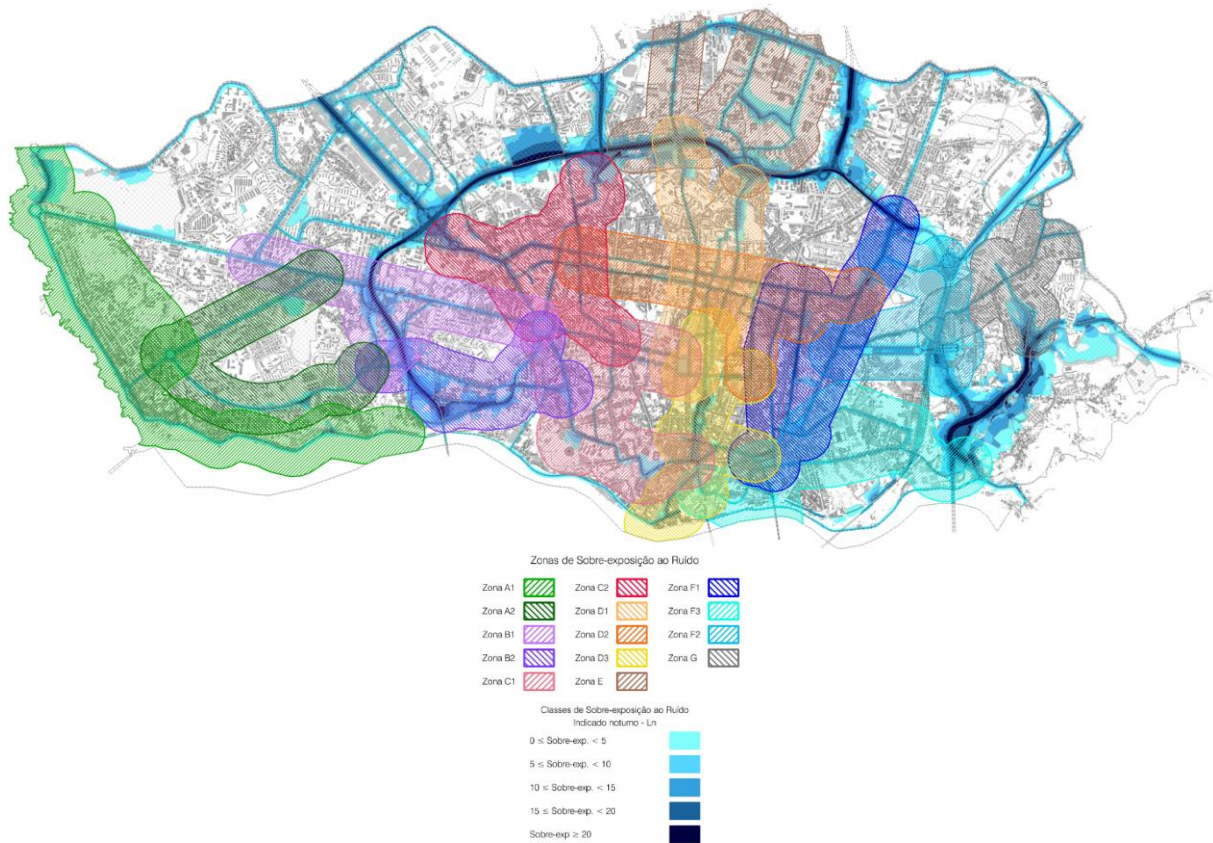 Zonas de Sobre-exposição ao Ruído
Zona A1 Zona C2 Zona F1
Zona A2 Zona D1 Zona F3
Zona B1 Zona D2 Zona F2
Zona B2 Zona D3 Zona G
Zona C1 Zona E
Classes de Sobre-exposição ao Ruído
Indicado noturno - Ln
0 ≤ Sobre-exp. < 5
5 ≤ Sobre-exp. < 10
10 ≤ Sobre-exp. < 15
15 ≤ Sobre-exp. < 20
Sobre-exp ≥ 20